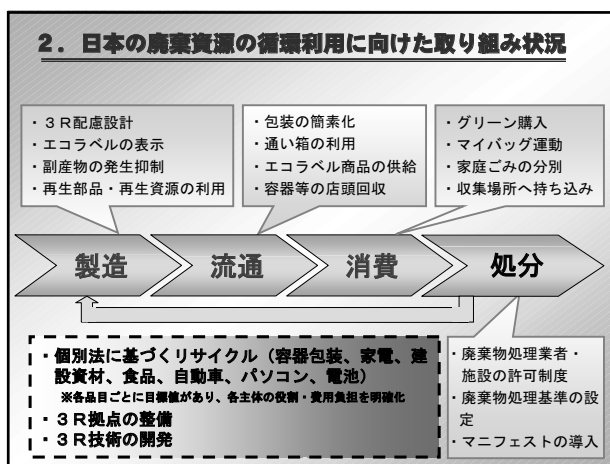 ２．日本の廃棄資源の循環利用に向けた取り組み状況
・３Ｒ配慮設計
・エコラベルの表示
・副産物の発生抑制
・再生部品・再生資源の利用
・包装の簡素化
・通い箱の利用
・エコラベル商品の供給
・容器等の店頭回収
・グリーン購入
・マイバッグ運動
・家庭ごみの分別
・収集場所へ持ち込み
製造
流通
消費
処分
・個別法に基づくリサイクル（容器包装、家電、建
設資材、食品、自動車、パソコン、電池）
※各品目ごとに目標値があり、各主体の役割・費用負担を明確化
・３Ｒ拠点の整備
・３Ｒ技術の開発
・廃棄物処理業者・
施設の許可制度
・廃棄物処理基準の設
定
・マニフェストの導入